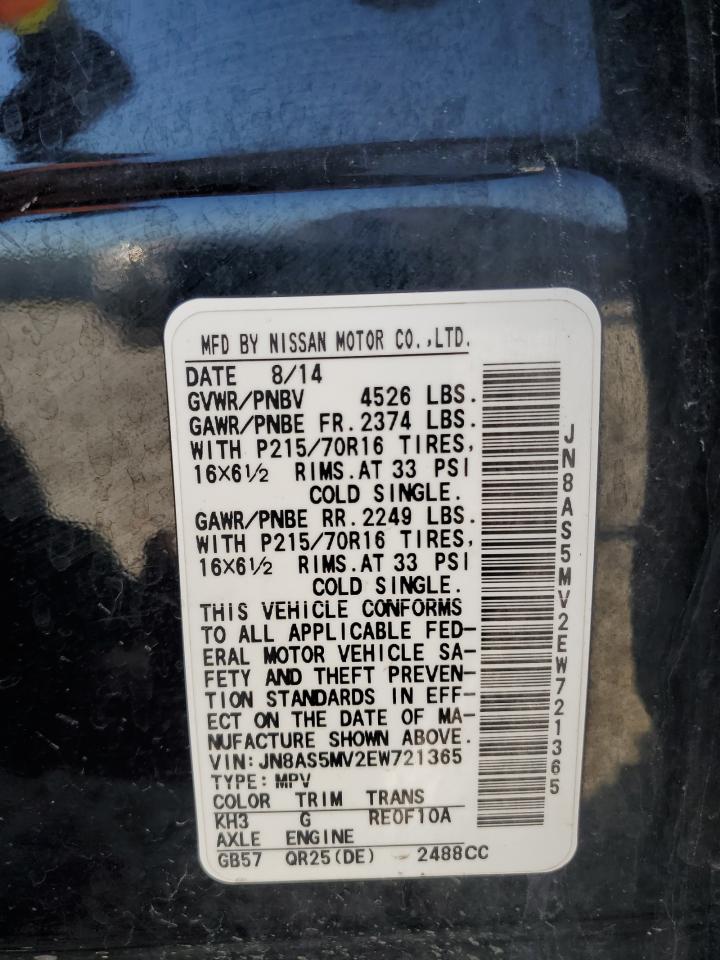 MFD BY NISSAN MOTOR CO.,LTD.
DATE 8/14
GVWR/PNBV 4526 LBS.
GAWR/PNBE FR.2374 LBS.
WITH P215/70R16 TIRES,
16X6½ RIMS.AT 33 PSI
COLD SINGLE.
GAWR/PNBE RR.2249 LBS.
WITH P215/70R16 TIRES,
16X6½ RIMS.AT 33 PSI
COLD SINGLE.
THIS VEHICLE CONFORMS
TO ALL APPLICABLE FED-
ERAL MOTOR VEHICLE SA-
FETY AND THEFT PREVEN-
TION STANDARDS IN EFF-
ECT ON THE DATE OF MA-
NUFACTURE SHOWN ABOVE.
VIN:JN8AS5MV2EW721365
TYPE:MPV
COLOR TRIM TRANS
KH3 G RE0F10A
AXLE ENGINE
GB57 QR25(DE) - 2488CC
JN8AS5MV2EW721365